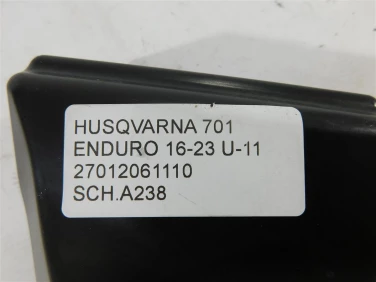 HUSQVARNA 701
ENDURO 16-23 U-11
27012061110
SCH.A238